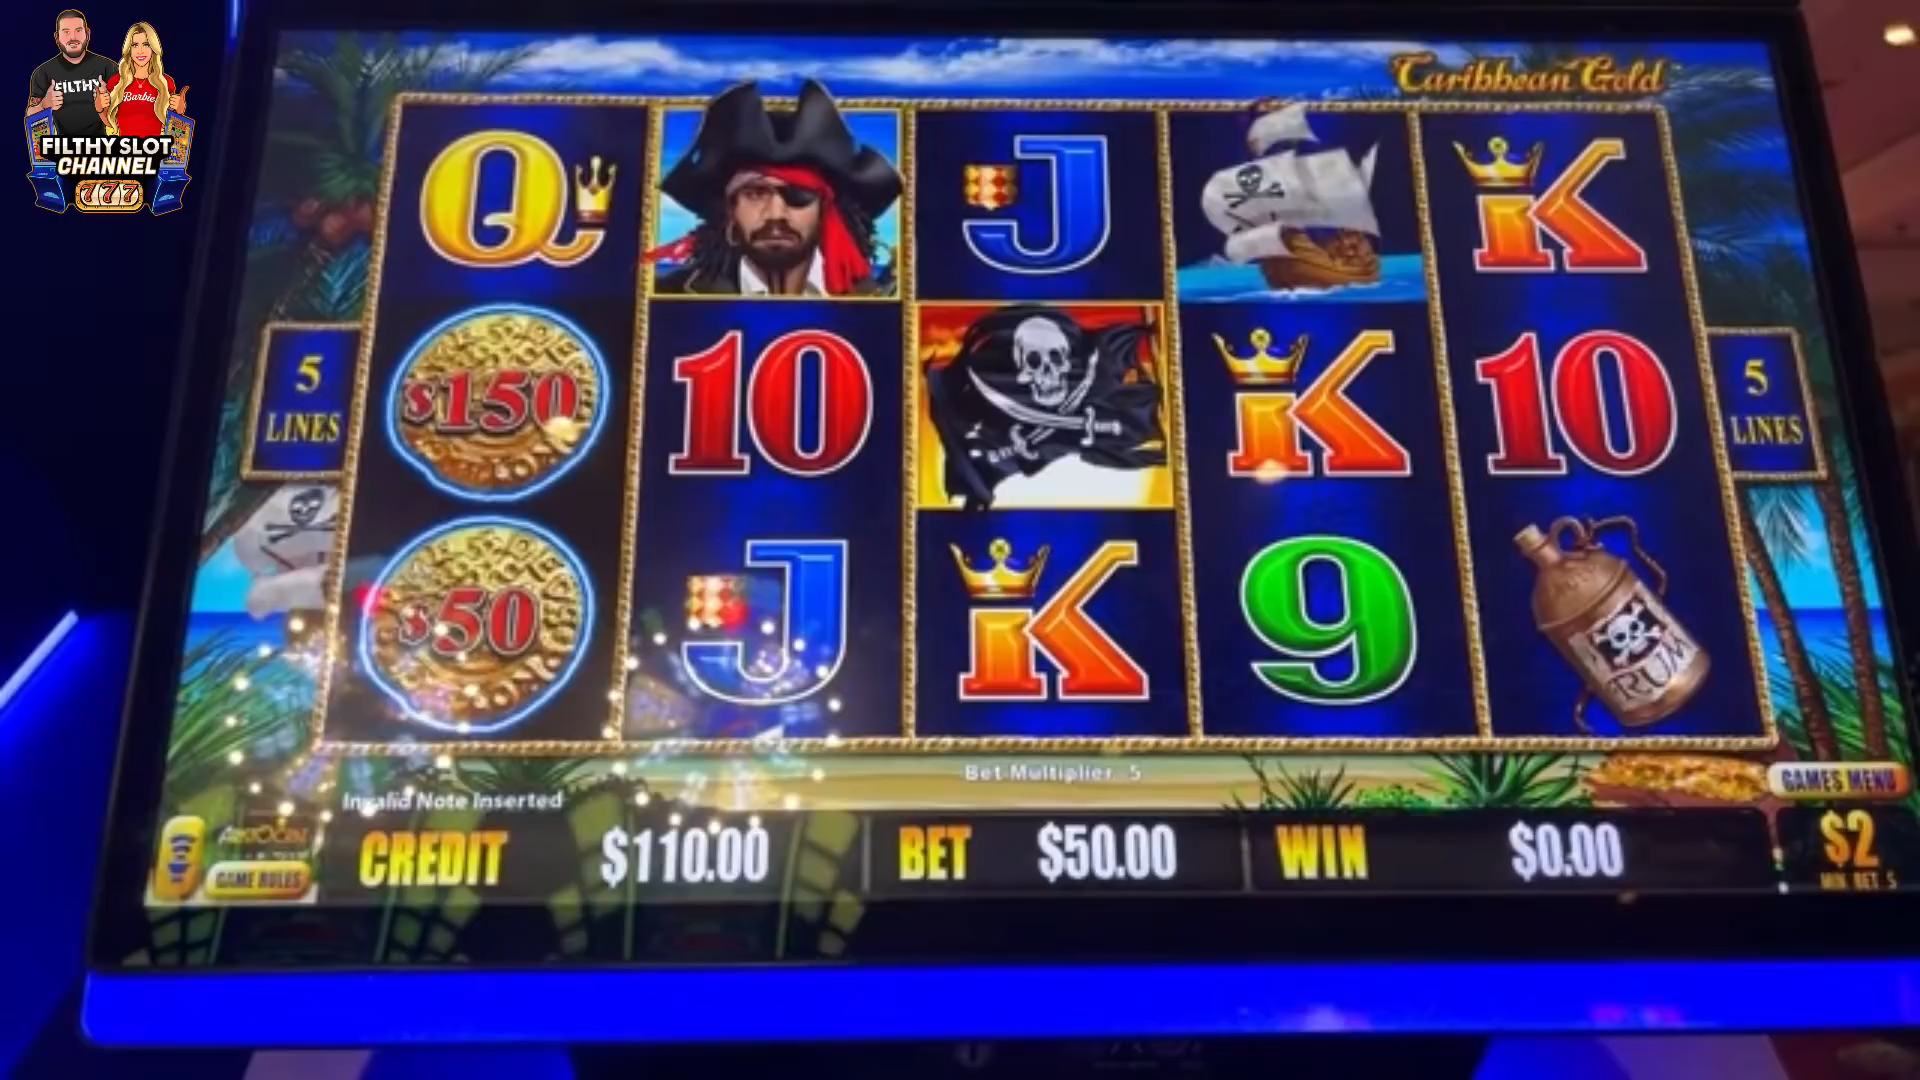 FILTHY
Barbie
FILTHY SLOT
CHANNEL
777
Caribbean Gold
Q
J
K
5
LINES
$150
10
K
10
5
LINES
$50
J
K
9
RUM
Bet Multiplier 5
Invalid Note Inserted
GAMES MENU
ARISTOCRAT
GAME RULES
CREDIT $110.00 BET $50.00 WIN $0.00
$2
MIN BET 5